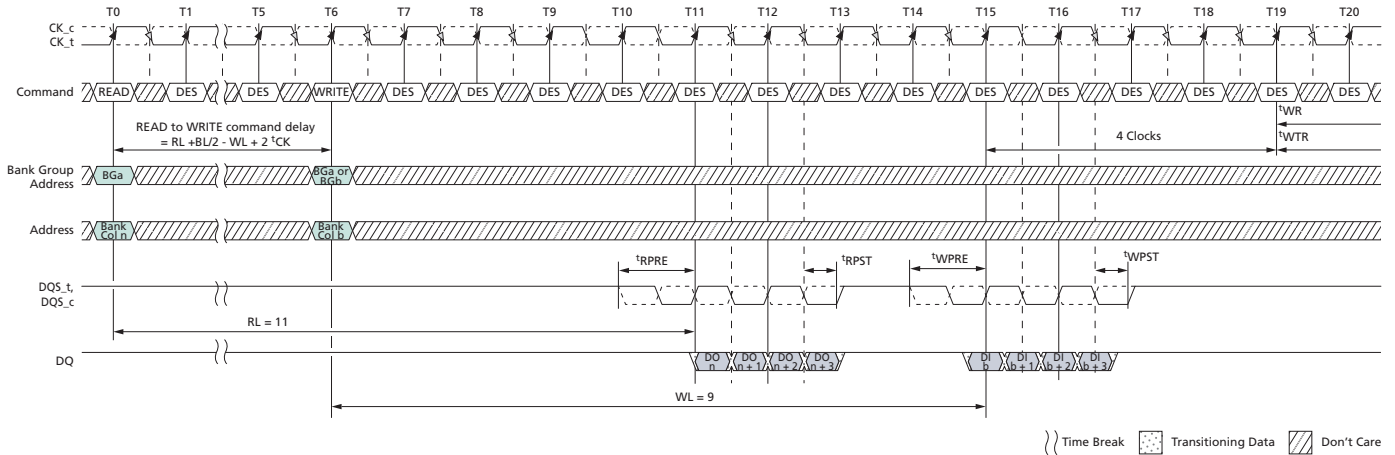 T0 T1 T5 T6 T7 T8 T9 T10 T11 T12 T13 T14 T15 T16 T17 T18 T19 T20
CK_c
CK_t
Command READ DES DES WRITE DES DES DES DES DES DES DES DES DES DES DES DES DES DES
tWR
READ to WRITE command delay
= RL +BL/2 - WL + 2 tCK
4 Clocks
tWTR
Bank Group
Address
BGa
BGa or
BGb
Address
Bank
Col n
Bank
Col b
tRPRE tRPST tWPRE tWPST
DQS_t,
DQS_c
RL = 11
DQ
DO
n
DO
n + 1
DO
n + 2
DO
n + 3
DI
b
DI
b + 1
DI
b + 2
DI
b + 3
WL = 9
Time Break Transitioning Data Don't Care